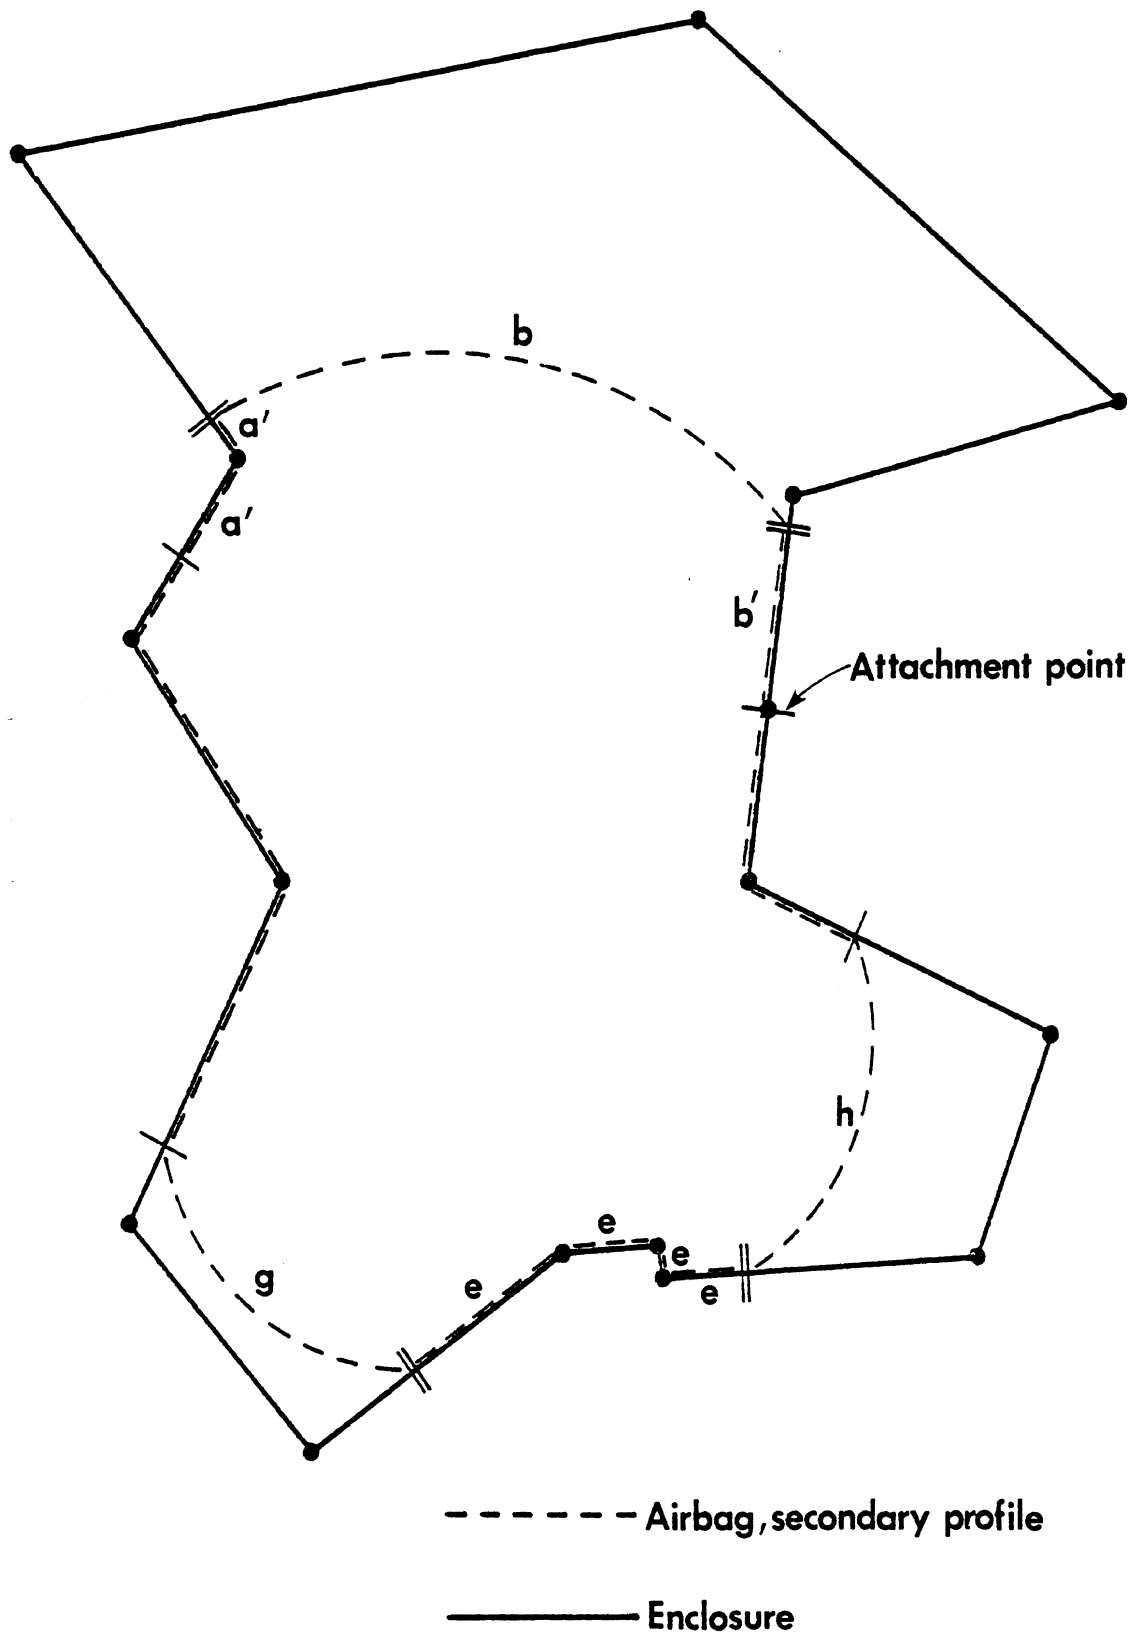 b
a′
a′
b′
Attachment point
h
e
e
g
e
e
Airbag, secondary profile
Enclosure